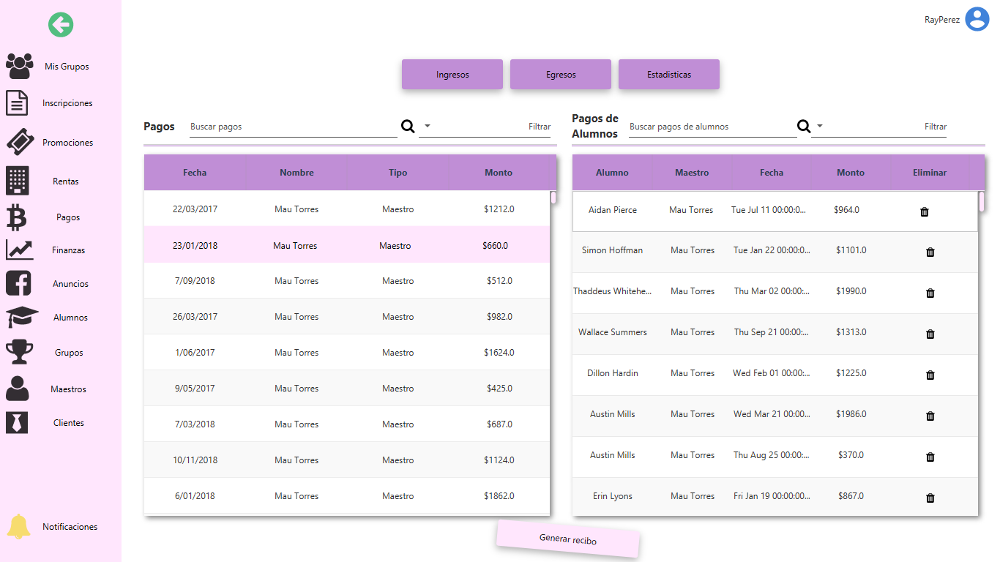 RayPerez
Mis Grupos
Inscripciones
Promociones
Rentas
Pagos
Finanzas
Anuncios
Alumnos
Grupos
Maestros
Clientes
Notificaciones
Ingresos Egresos Estadísticas
Pagos Buscar pagos Filtrar
Fecha Nombre Tipo Monto
22/03/2017 Mau Torres Maestro $1212.0
23/01/2018 Mau Torres Maestro $660.0
7/09/2018 Mau Torres Maestro $512.0
26/03/2017 Mau Torres Maestro $982.0
1/06/2017 Mau Torres Maestro $1624.0
9/05/2017 Mau Torres Maestro $425.0
7/03/2018 Mau Torres Maestro $687.0
10/11/2018 Mau Torres Maestro $1124.0
6/01/2018 Mau Torres Maestro $1862.0
Pagos de
Alumnos Buscar pagos de alumnos Filtrar
Alumno Maestro Fecha Monto Eliminar
Aidan Pierce Mau Torres Tue Jul 11 00:00:0... $964.0
Simon Hoffman Mau Torres Tue Jan 22 00:00:0... $1101.0
Thaddeus Whitehe... Mau Torres Thu Mar 02 00:00:... $1990.0
Wallace Summers Mau Torres Thu Sep 21 00:00:... $1313.0
Dillon Hardin Mau Torres Wed Feb 01 00:00:... $1225.0
Austin Mills Mau Torres Wed Mar 21 00:00... $1986.0
Austin Mills Mau Torres Thu Aug 25 00:00:... $370.0
Erin Lyons Mau Torres Fri Jan 19 00:00:00... $867.0
Generar recibo